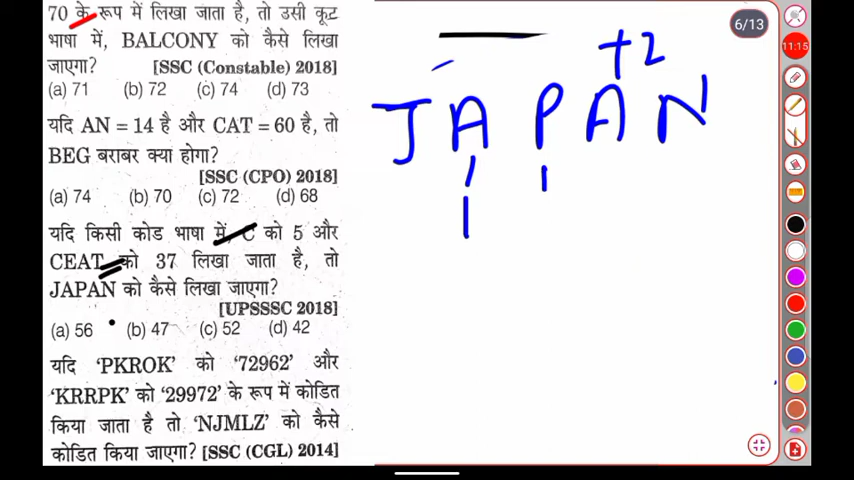 70 के रूप में लिखा जाता है, तो उसी कूट
भाषा में, BALCONY को कैसे लिखा
जाएगा? [SSC (Constable) 2018]
(a) 71 (b) 72 (c) 74 (d) 73
यदि AN = 14 है और CAT = 60 है, तो
BEG बराबर क्या होगा?
[SSC (CPO) 2018]
(a) 74 (b) 70 (c) 72 (d) 68
यदि किसी कोड भाषा में, C को 5 और
CEAT को 37 लिखा जाता है, तो
JAPAN को कैसे लिखा जाएगा?
[UPSSSC 2018]
(a) 56 (b) 47 (c) 52 (d) 42
यदि 'PKROK' को '72962' और
'KRRPK' को '29972' के रूप में कोडित
किया जाता है तो 'NJMLZ' को कैसे
कोडित किया जाएगा? [SSC (CGL) 2014]
+2
JAPAN
1
6/13
11:15